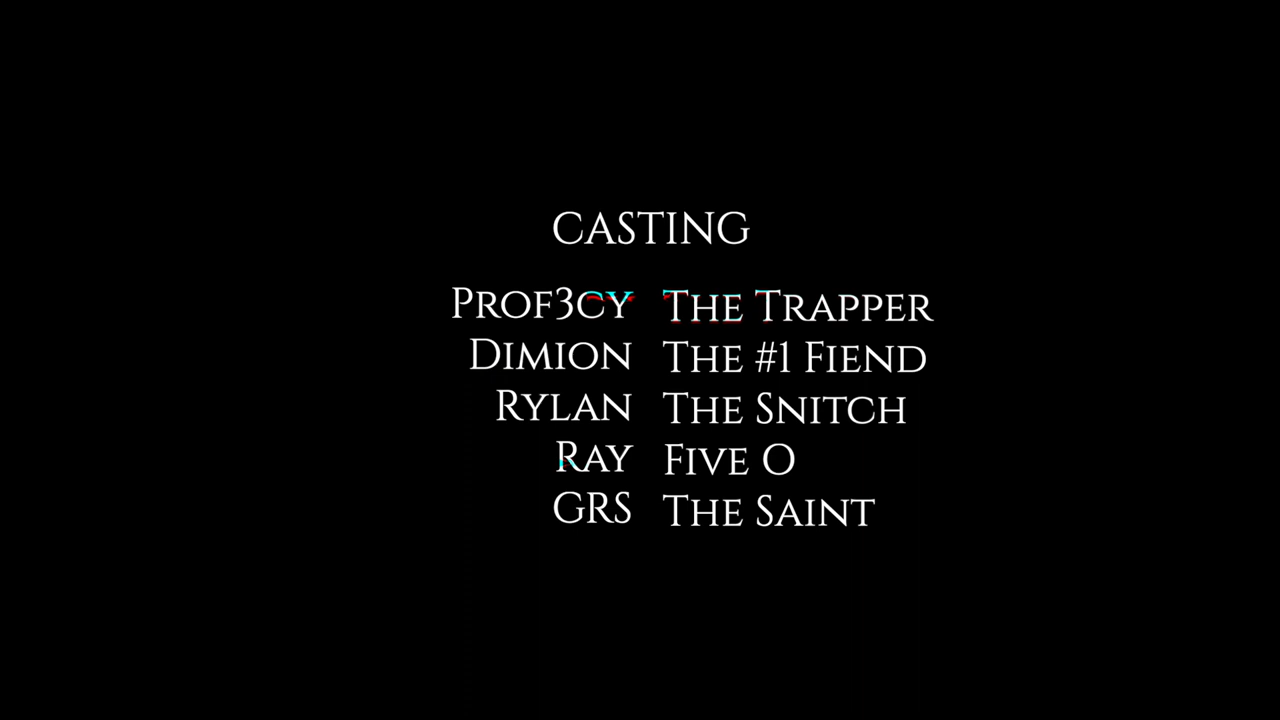 CASTING
Prof3cy The Trapper
Dimion The #1 Fiend
Rylan The Snitch
Ray Five O
GRS The Saint